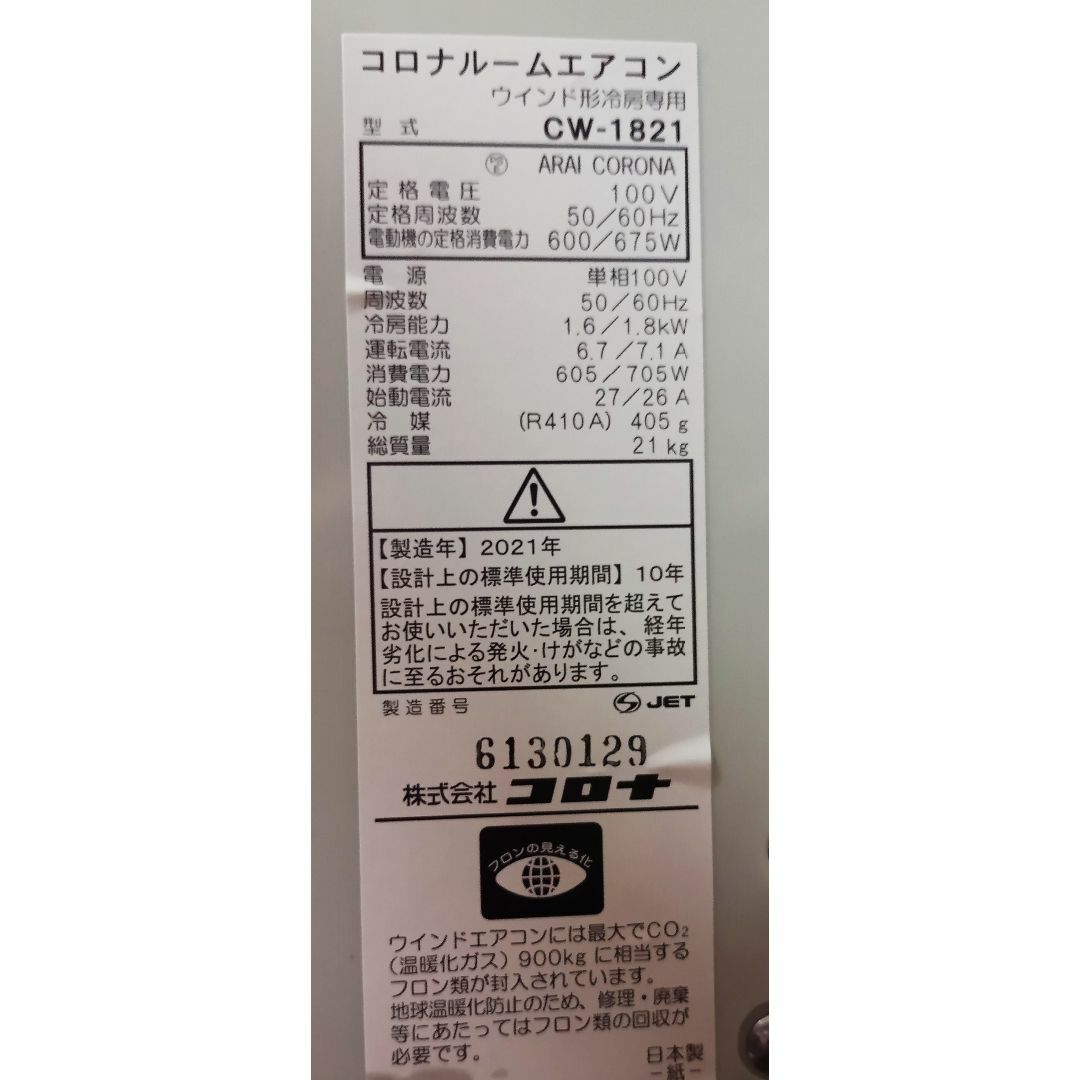 コロナルームエアコン
ウインド形冷房専用
型式 CW-1821
ARAI CORONA
定格電圧 100V
定格周波数 50/60Hz
電動機の定格消費電力 600/675W
電源 単相100V
周波数 50/60Hz
冷房能力 1.6/1.8kW
運転電流 6.7/7.1A
消費電力 605/705W
始動電流 27/26A
冷媒 (R410A) 405g
総質量 21kg
【製造年】2021年
【設計上の標準使用期間】10年
設計上の標準使用期間を超えて
お使いいただいた場合は、経年
劣化による発火・けがなどの事故
に至るおそれがあります。
製造番号 JET
6130129
株式会社 コロナ
フロンの見える化
ウインドエアコンには最大でCO₂
(温暖化ガス)900kgに相当する
フロン類が封入されています。
地球温暖化防止のため、修理・廃棄
等にあたってはフロン類の回収が
必要です。
日本製
－紙－